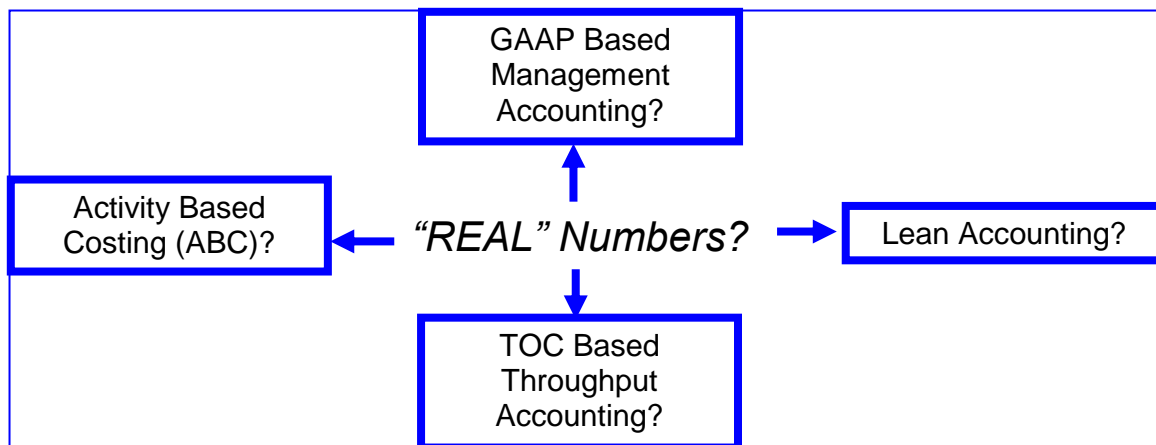 GAAP Based
Management
Accounting?
Activity Based
Costing (ABC)?
“REAL” Numbers?
Lean Accounting?
TOC Based
Throughput
Accounting?